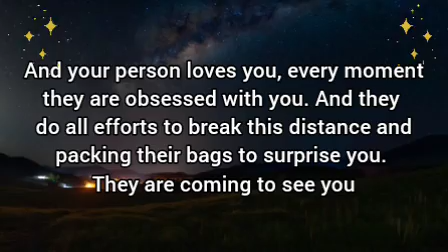 And your person loves you, every moment
they are obsessed with you. And they
do all efforts to break this distance and
packing their bags to surprise you.
They are coming to see you